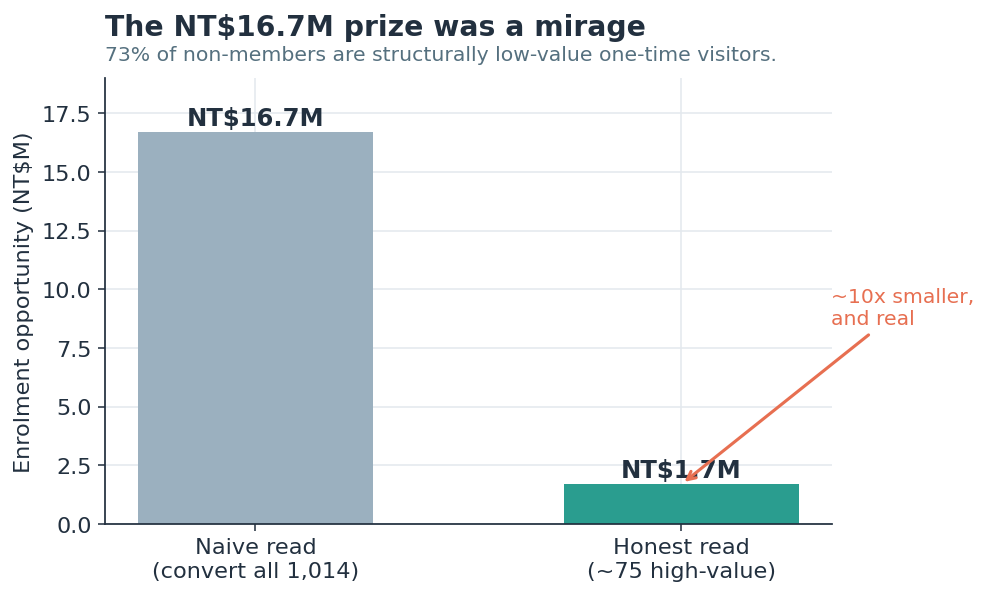 The NT$16.7M prize was a mirage
73% of non-members are structurally low-value one-time visitors.
Enrolment opportunity (NT$M)
17.5
15.0
12.5
10.0
7.5
5.0
2.5
0.0
NT$16.7M
NT$1.7M
~10x smaller,
and real
Naive read
(convert all 1,014)
Honest read
(~75 high-value)